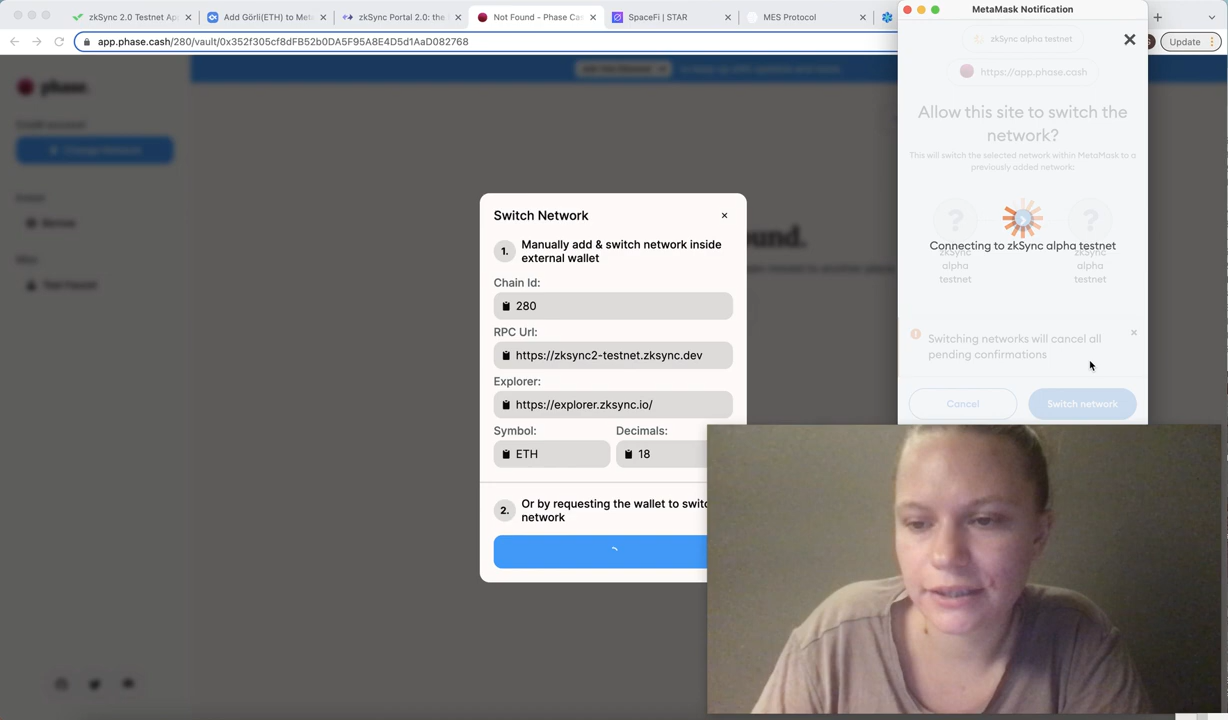 zkSync 2.0 Testnet Ap
Add Görli(ETH) to Met
zkSync Portal 2.0: the
Not Found - Phase Ca
SpaceFi | STAR
MES Protocol
MetaMask Notification
app.phase.cash/280/vault/0x352f305cf8dFB52b0DA5F95A8E4D5d1AaD082768
Update
phase.
Change Network
Not Found
Switch Network
1.
Manually add & switch network inside
external wallet
Chain Id:
280
RPC Url:
https://zksync2-testnet.zksync.dev
Explorer:
https://explorer.zksync.io/
Symbol:
Decimals:
ETH
18
2.
Or by requesting the wallet to switc
network
zkSync alpha testnet
https://app.phase.cash
Allow this site to switch the
network?
This will switch the selected network within MetaMask to a
previously added network:
?
?
Connecting to zkSync alpha testnet
zkSync
alpha
testnet
zkSync
alpha
testnet
Switching networks will cancel all
pending confirmations
Cancel
Switch network